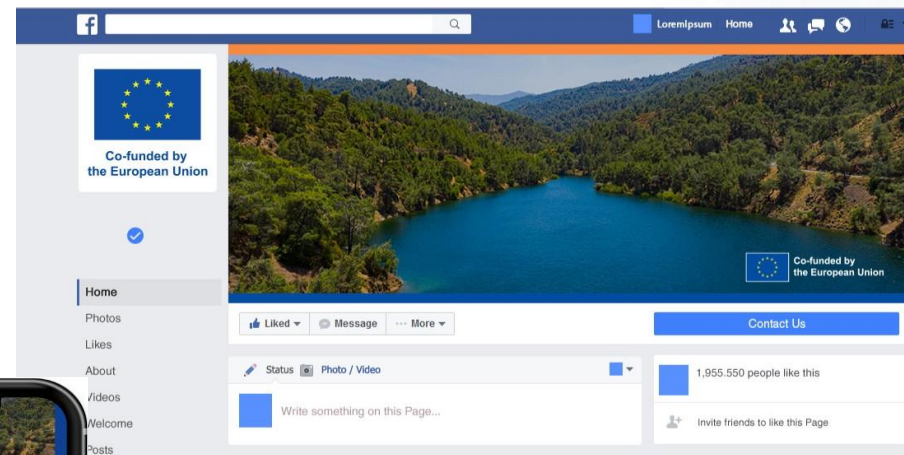 f
LoremIpsum Home
Co-funded by
the European Union
Co-funded by
the European Union
Home
Photos
Likes
About
Videos
Welcome
Posts
Liked Message ... More
Contact Us
Status Photo / Video
Write something on this Page...
1,955.550 people like this
Invite friends to like this Page